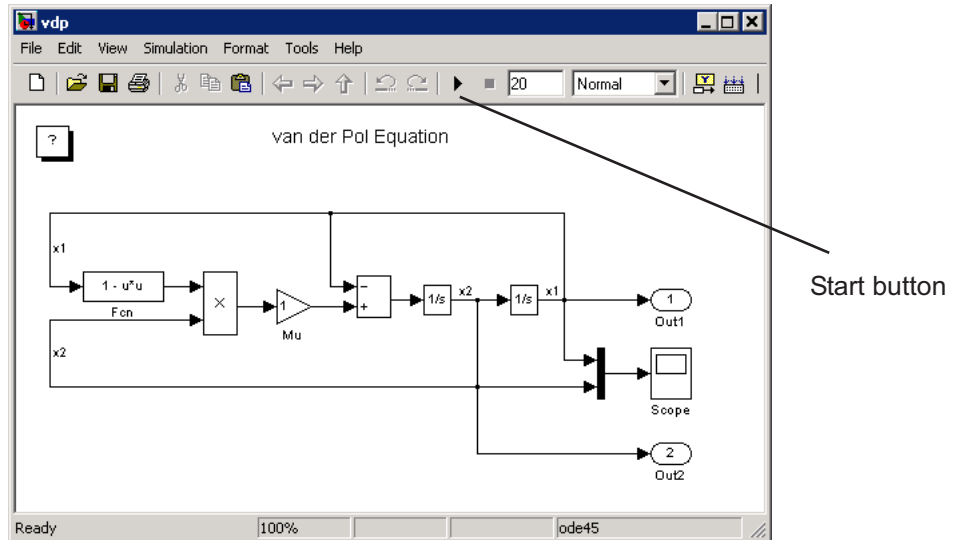 vdp
File Edit View Simulation Format Tools Help
20 Normal
?
van der Pol Equation
x1
1 - u*u
Fcn
×
1
Mu
−
+
1/s
x2
1/s
x1
1
Out1
Start button
x2
Scope
2
Out2
Ready 100% ode45